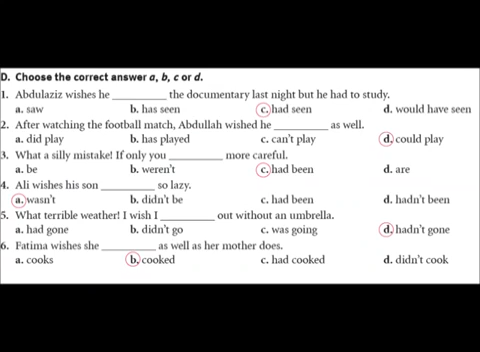 D. Choose the correct answer a, b, c or d.
1. Abdulaziz wishes he __________ the documentary last night but he had to study.
a. saw b. has seen c. had seen d. would have seen
2. After watching the football match, Abdullah wished he __________ as well.
a. did play b. has played c. can't play d. could play
3. What a silly mistake! If only you __________ more careful.
a. be b. weren't c. had been d. are
4. Ali wishes his son __________ so lazy.
a. wasn't b. didn't be c. had been d. hadn't been
5. What terrible weather! I wish I __________ out without an umbrella.
a. had gone b. didn't go c. was going d. hadn't gone
6. Fatima wishes she __________ as well as her mother does.
a. cooks b. cooked c. had cooked d. didn't cook